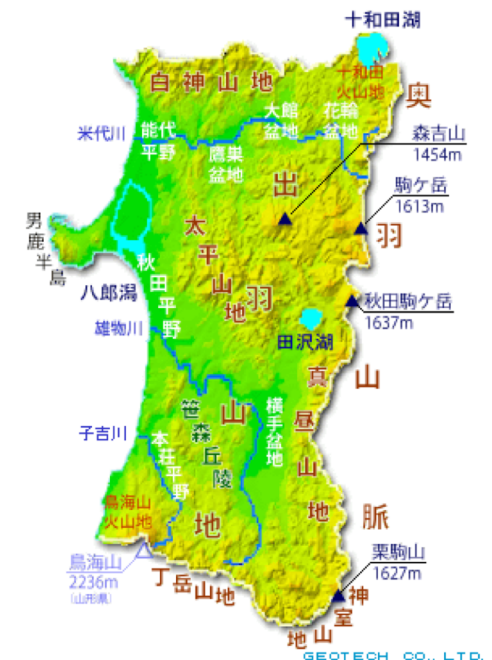 十和田湖
白神山地
十和田
火山地
奥羽山脈
大館
盆地
花輪
盆地
米代川
能代
平野
鷹巣
盆地
森吉山
1454m
駒ケ岳
1613m
出羽山地
男鹿半島
太平山地
秋田平野
八郎潟
秋田駒ケ岳
1637m
雄物川
田沢湖
真昼山地
横手盆地
笹森丘陵
子吉川
本荘平野
鳥海山
火山地
鳥海山
2236m
(山形県)
丁岳山地
栗駒山
1627m
神室山地
GEOTECH CO., LTD.